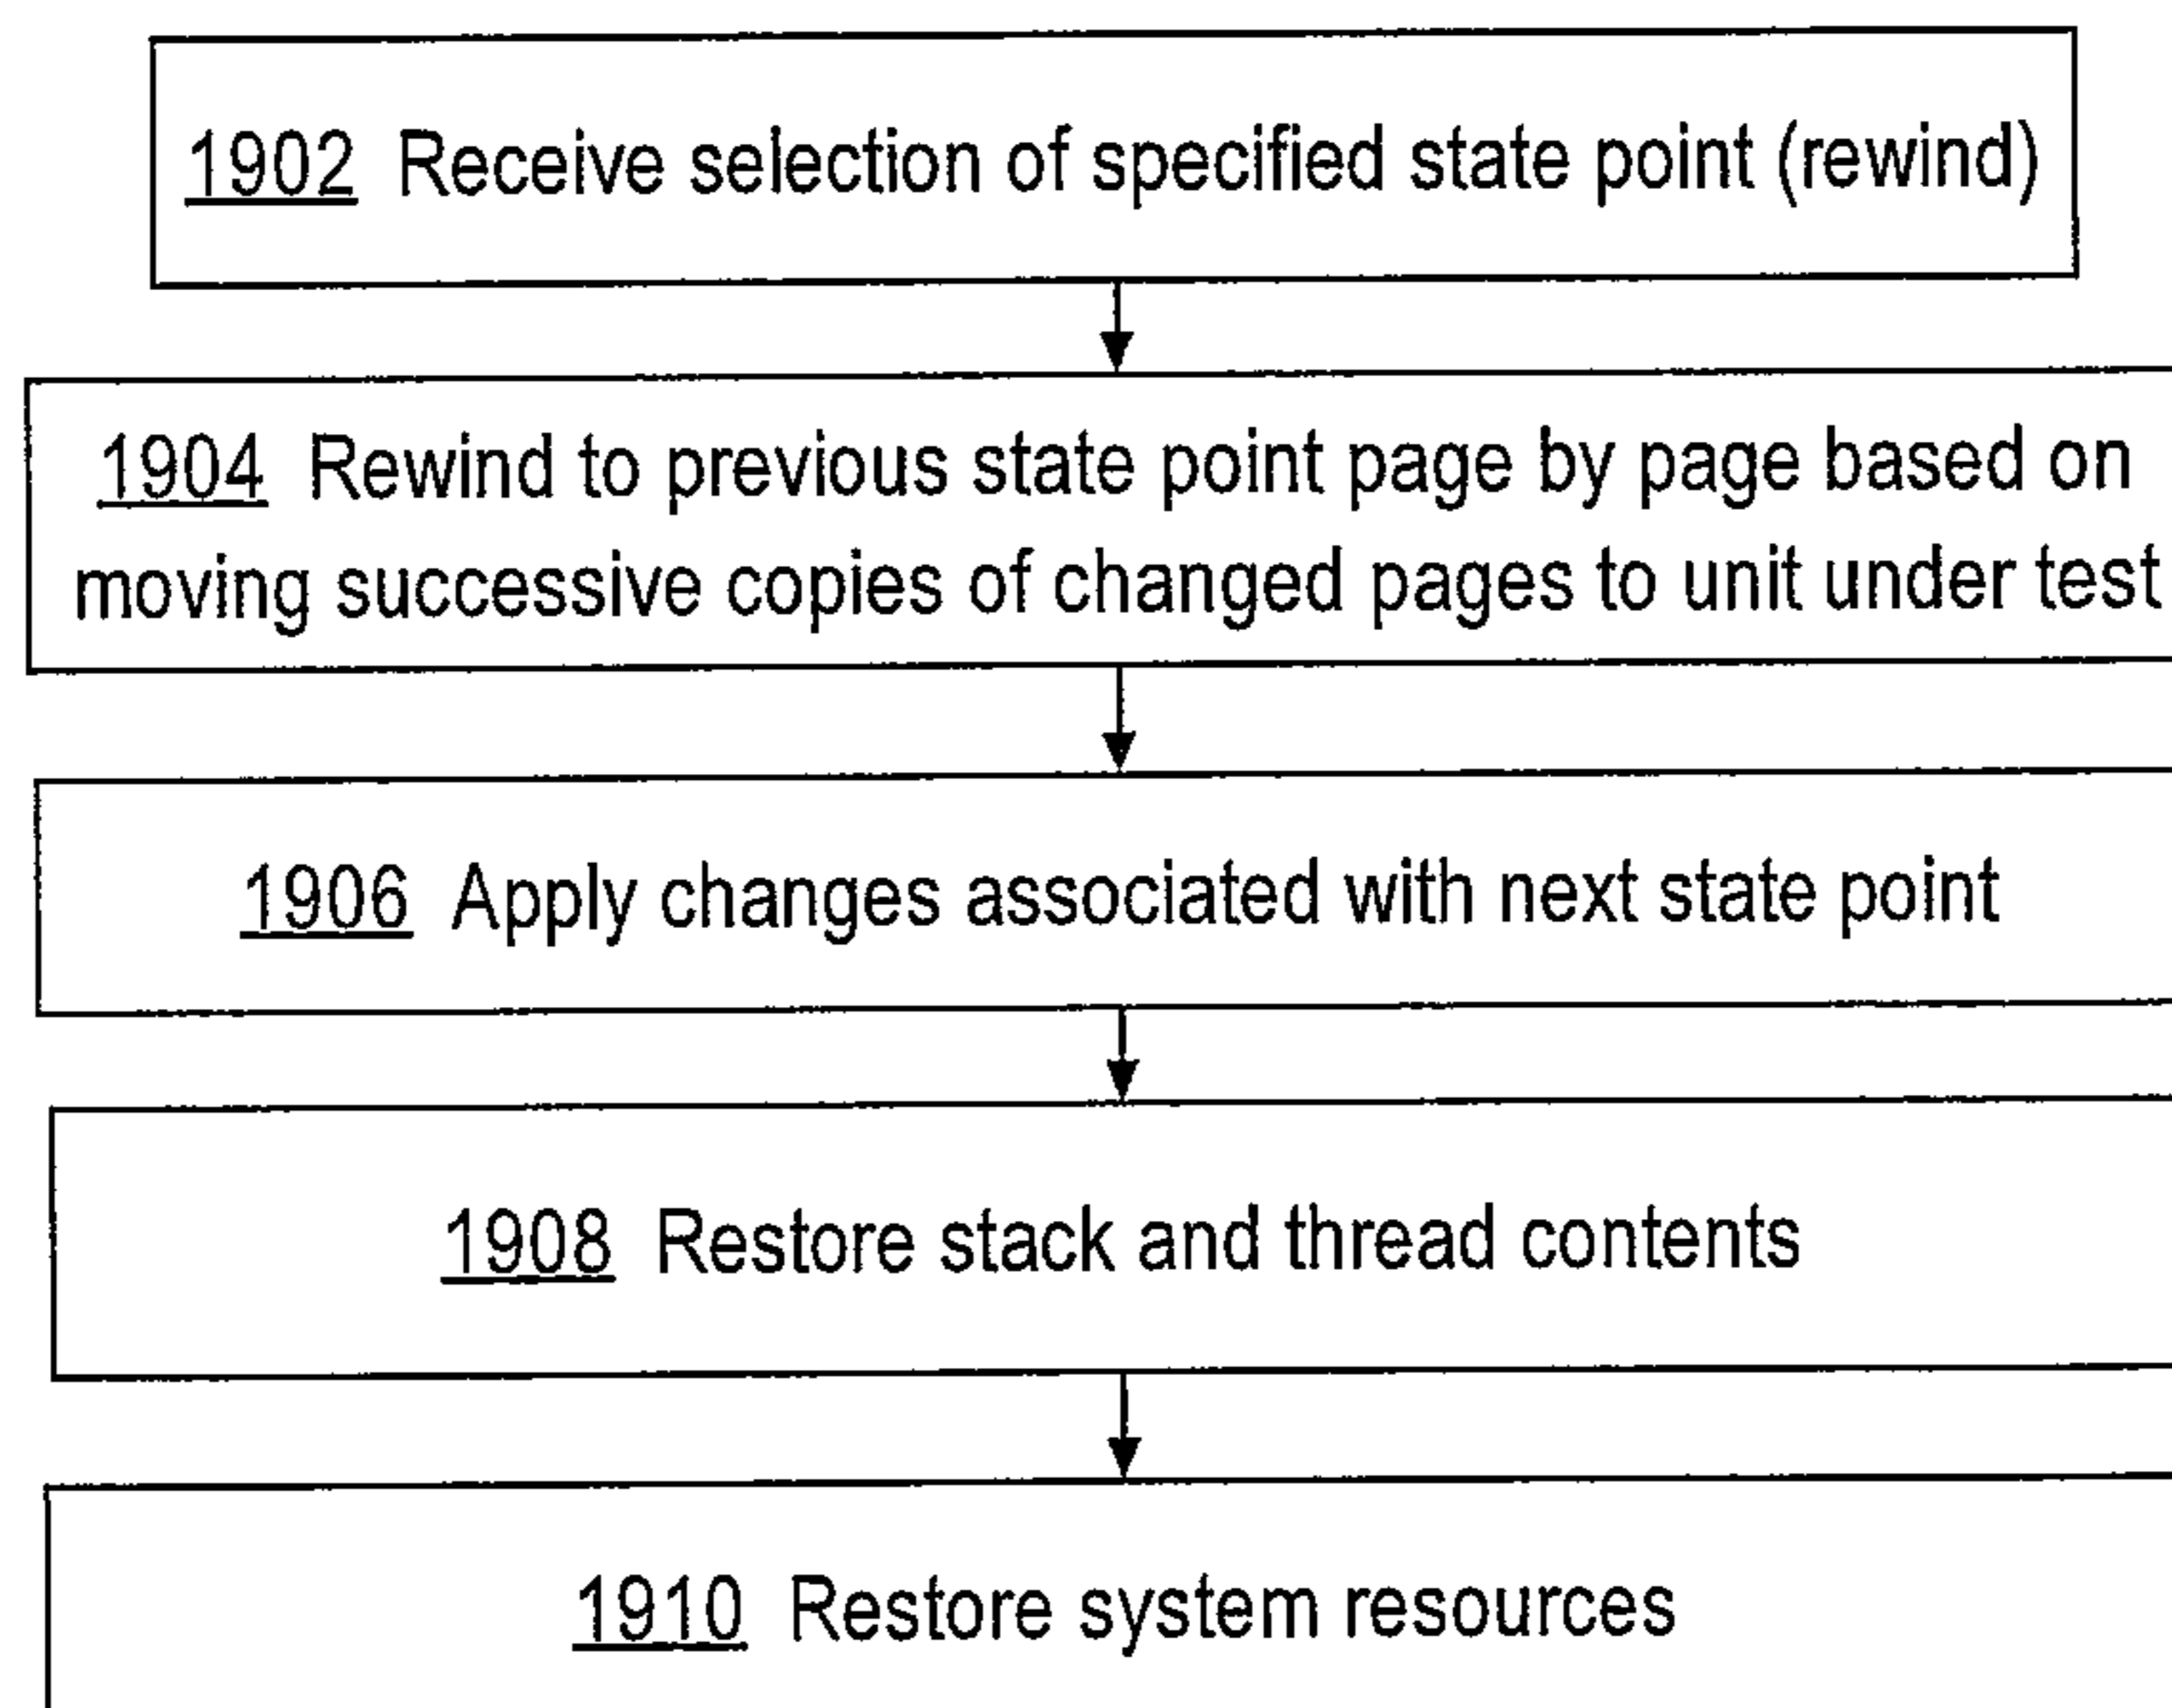 1902 Receive selection of specified state point (rewind)
1904 Rewind to previous state point page by page based on
moving successive copies of changed pages to unit under test
1906 Apply changes associated with next state point
1908 Restore stack and thread contents
1910 Restore system resources